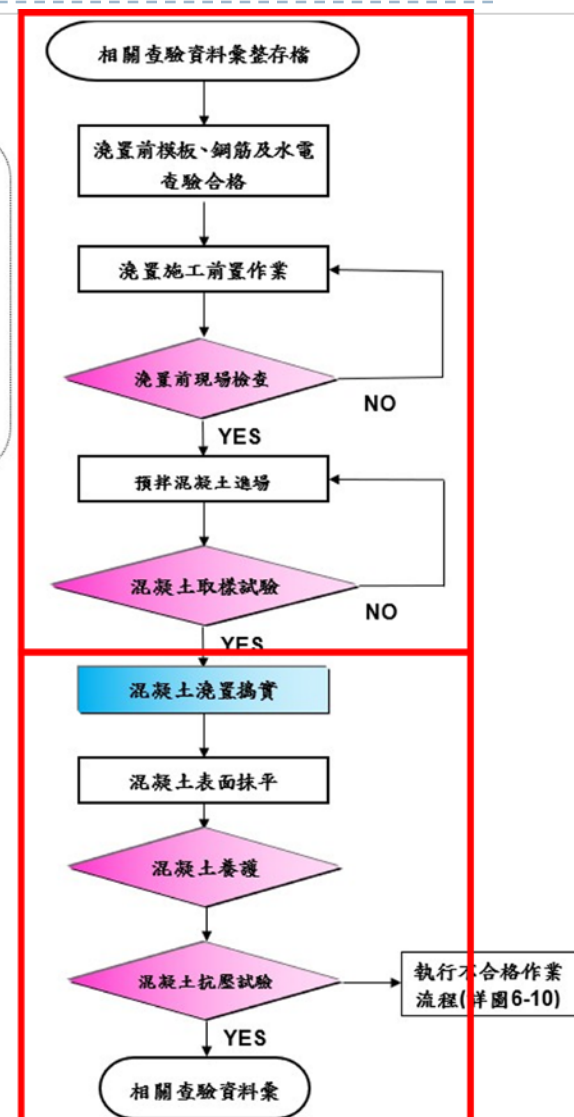 相關查驗資料彙整存檔
澆置前模板、鋼筋及水電
查驗合格
澆置施工前置作業
澆置前現場檢查
NO
YES
預拌混凝土進場
混凝土取樣試驗
NO
YES
混凝土澆置搗實
混凝土表面抹平
混凝土養護
混凝土抗壓試驗
執行不合格作業
流程(詳圖6-10)
YES
相關查驗資料彙